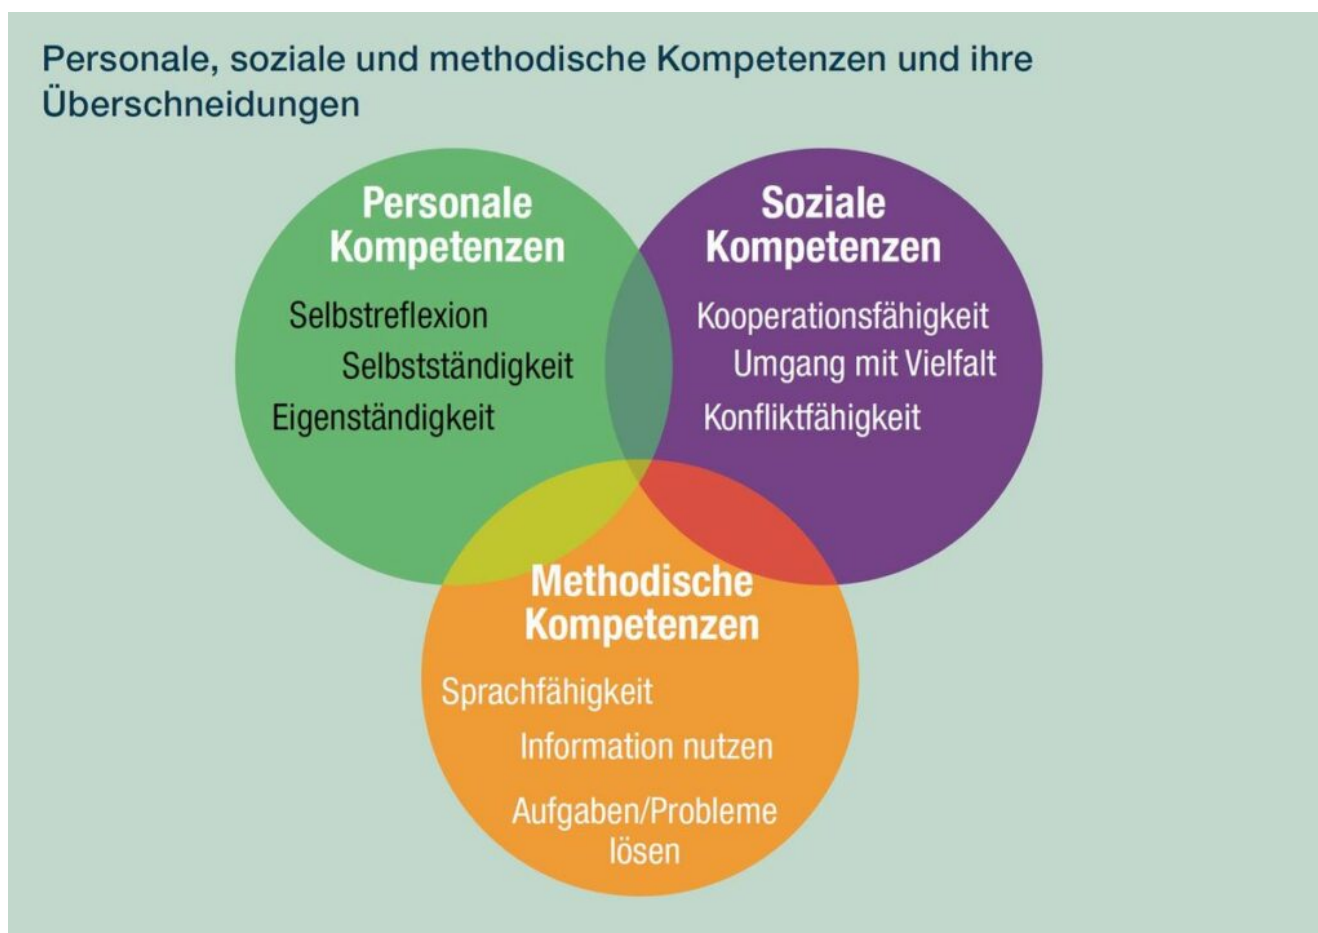 Personale, soziale und methodische Kompetenzen und ihre
Überschneidungen
Personale
Kompetenzen
Selbstreflexion
Selbstständigkeit
Eigenständigkeit
Soziale
Kompetenzen
Kooperationsfähigkeit
Umgang mit Vielfalt
Konfliktfähigkeit
Methodische
Kompetenzen
Sprachfähigkeit
Information nutzen
Aufgaben/Probleme
lösen